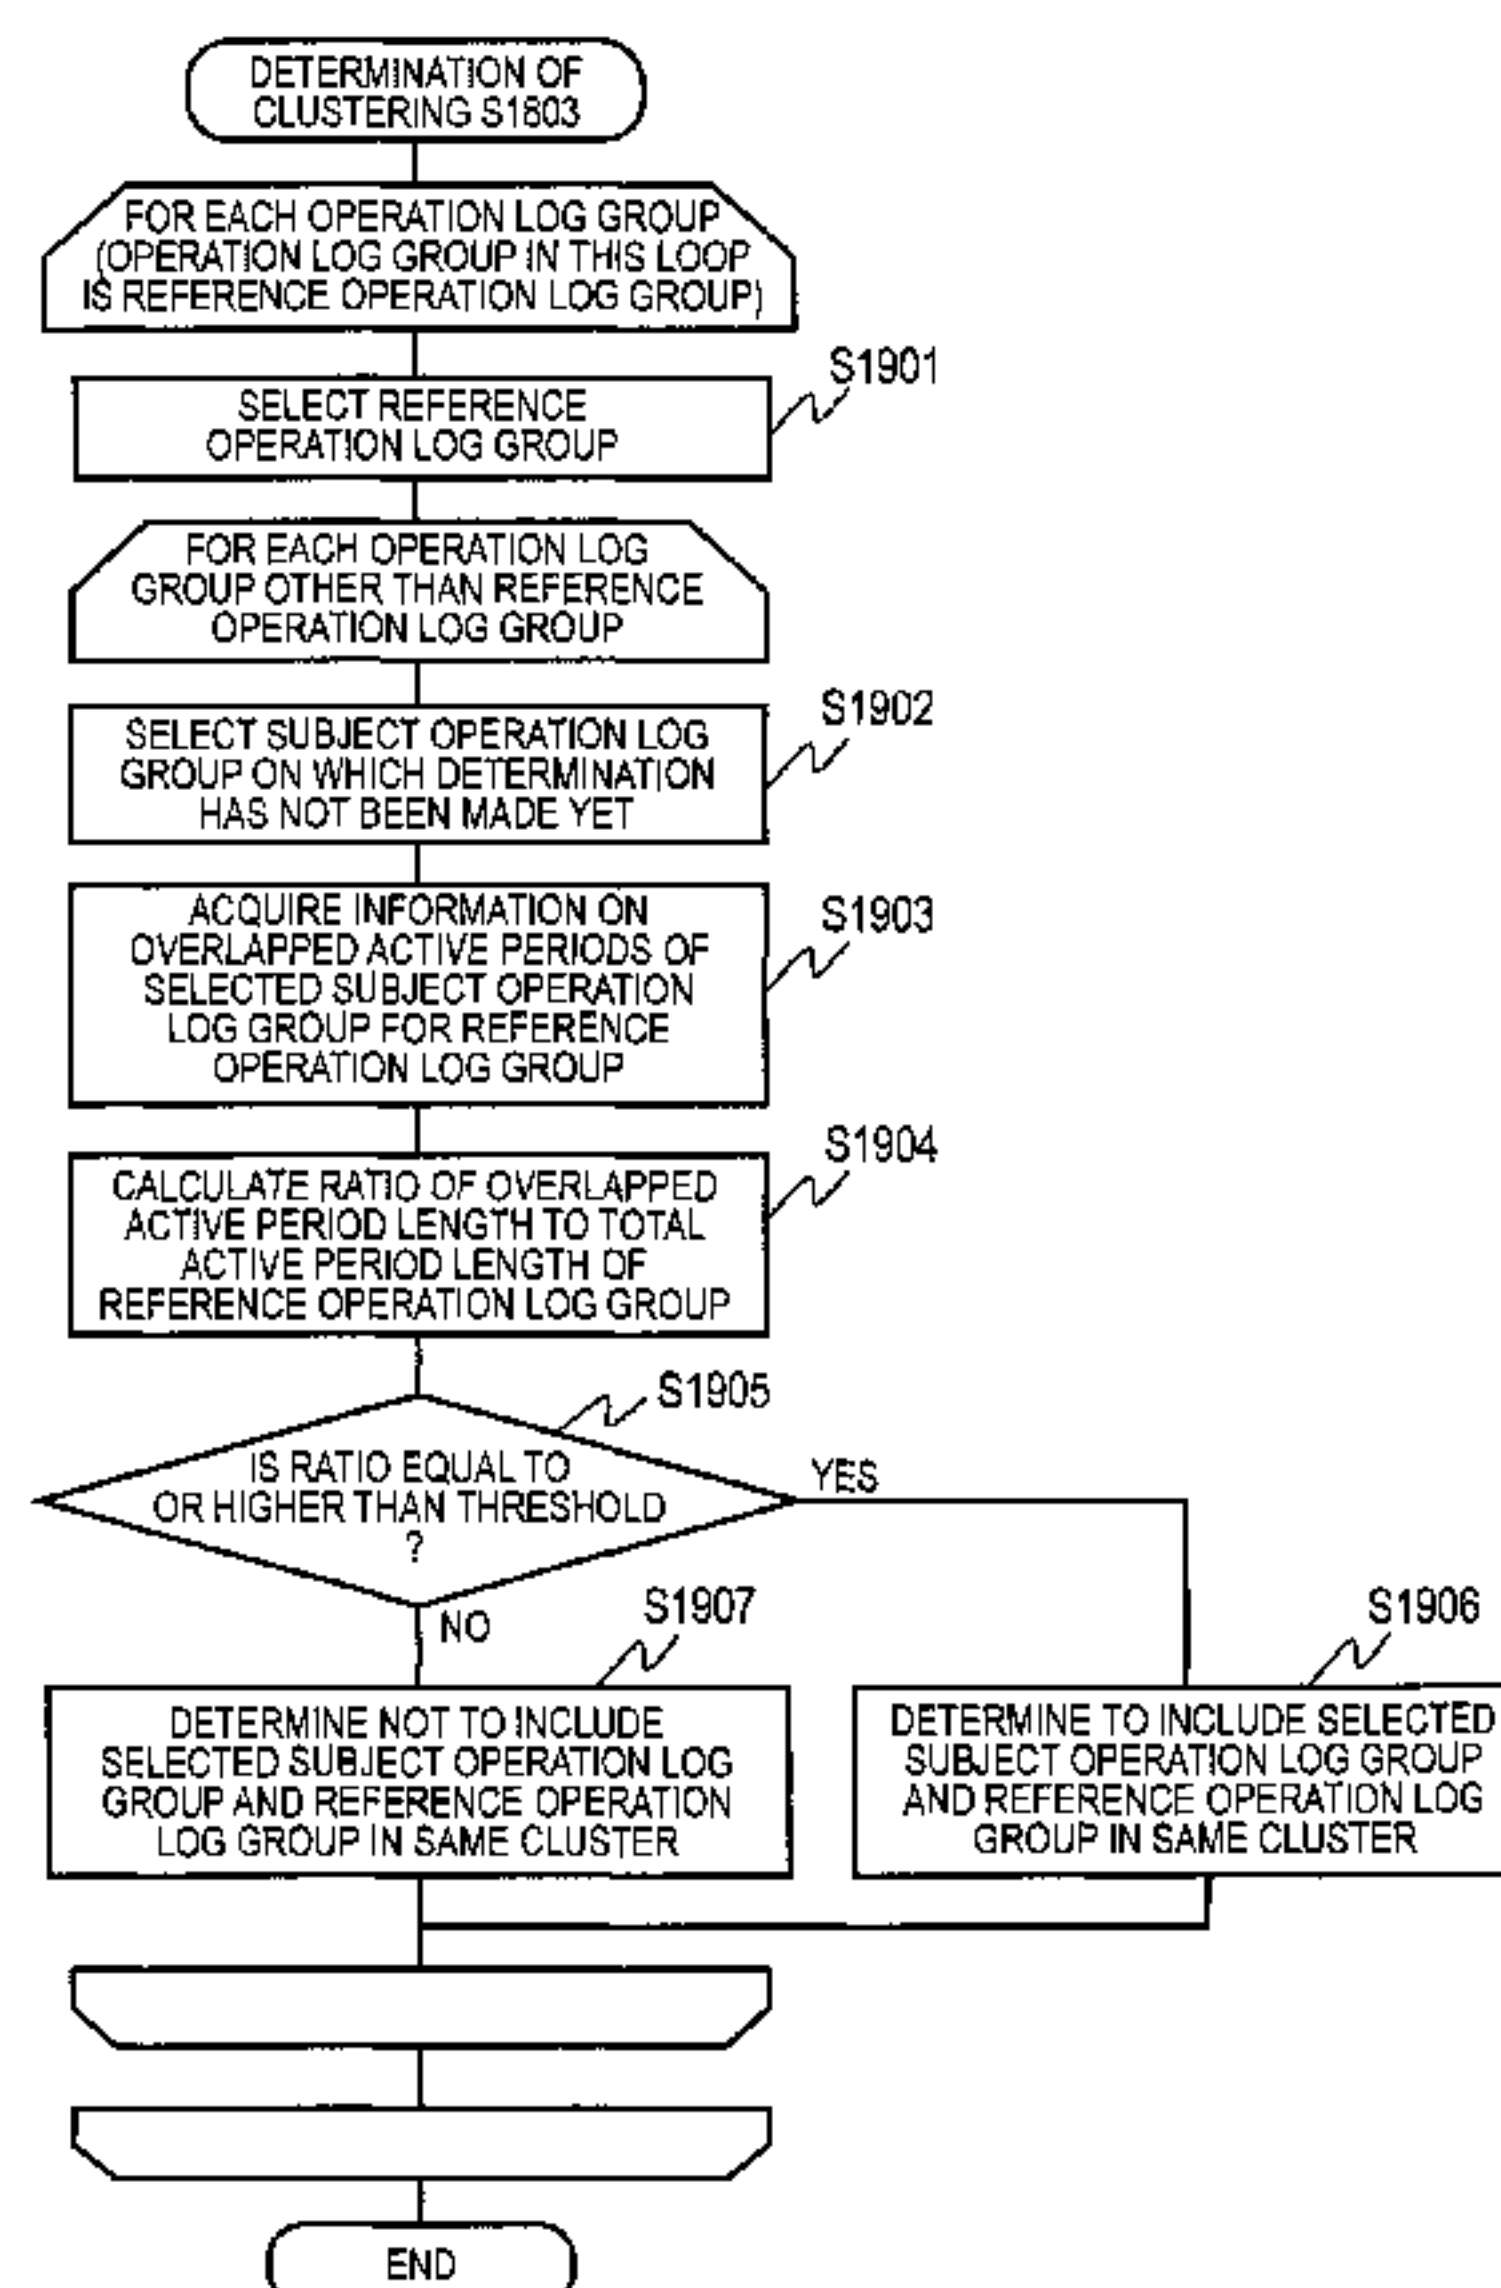 DETERMINATION OF
CLUSTERING S1803
FOR EACH OPERATION LOG GROUP
(OPERATION LOG GROUP IN THIS LOOP
IS REFERENCE OPERATION LOG GROUP)
S1901
SELECT REFERENCE
OPERATION LOG GROUP
FOR EACH OPERATION LOG
GROUP OTHER THAN REFERENCE
OPERATION LOG GROUP
S1902
SELECT SUBJECT OPERATION LOG
GROUP ON WHICH DETERMINATION
HAS NOT BEEN MADE YET
S1903
ACQUIRE INFORMATION ON
OVERLAPPED ACTIVE PERIODS OF
SELECTED SUBJECT OPERATION
LOG GROUP FOR REFERENCE
OPERATION LOG GROUP
S1904
CALCULATE RATIO OF OVERLAPPED
ACTIVE PERIOD LENGTH TO TOTAL
ACTIVE PERIOD LENGTH OF
REFERENCE OPERATION LOG GROUP
S1905
IS RATIO EQUAL TO
OR HIGHER THAN THRESHOLD
?
YES
NO
S1907
DETERMINE NOT TO INCLUDE
SELECTED SUBJECT OPERATION LOG
GROUP AND REFERENCE OPERATION
LOG GROUP IN SAME CLUSTER
S1906
DETERMINE TO INCLUDE SELECTED
SUBJECT OPERATION LOG GROUP
AND REFERENCE OPERATION LOG
GROUP IN SAME CLUSTER
END